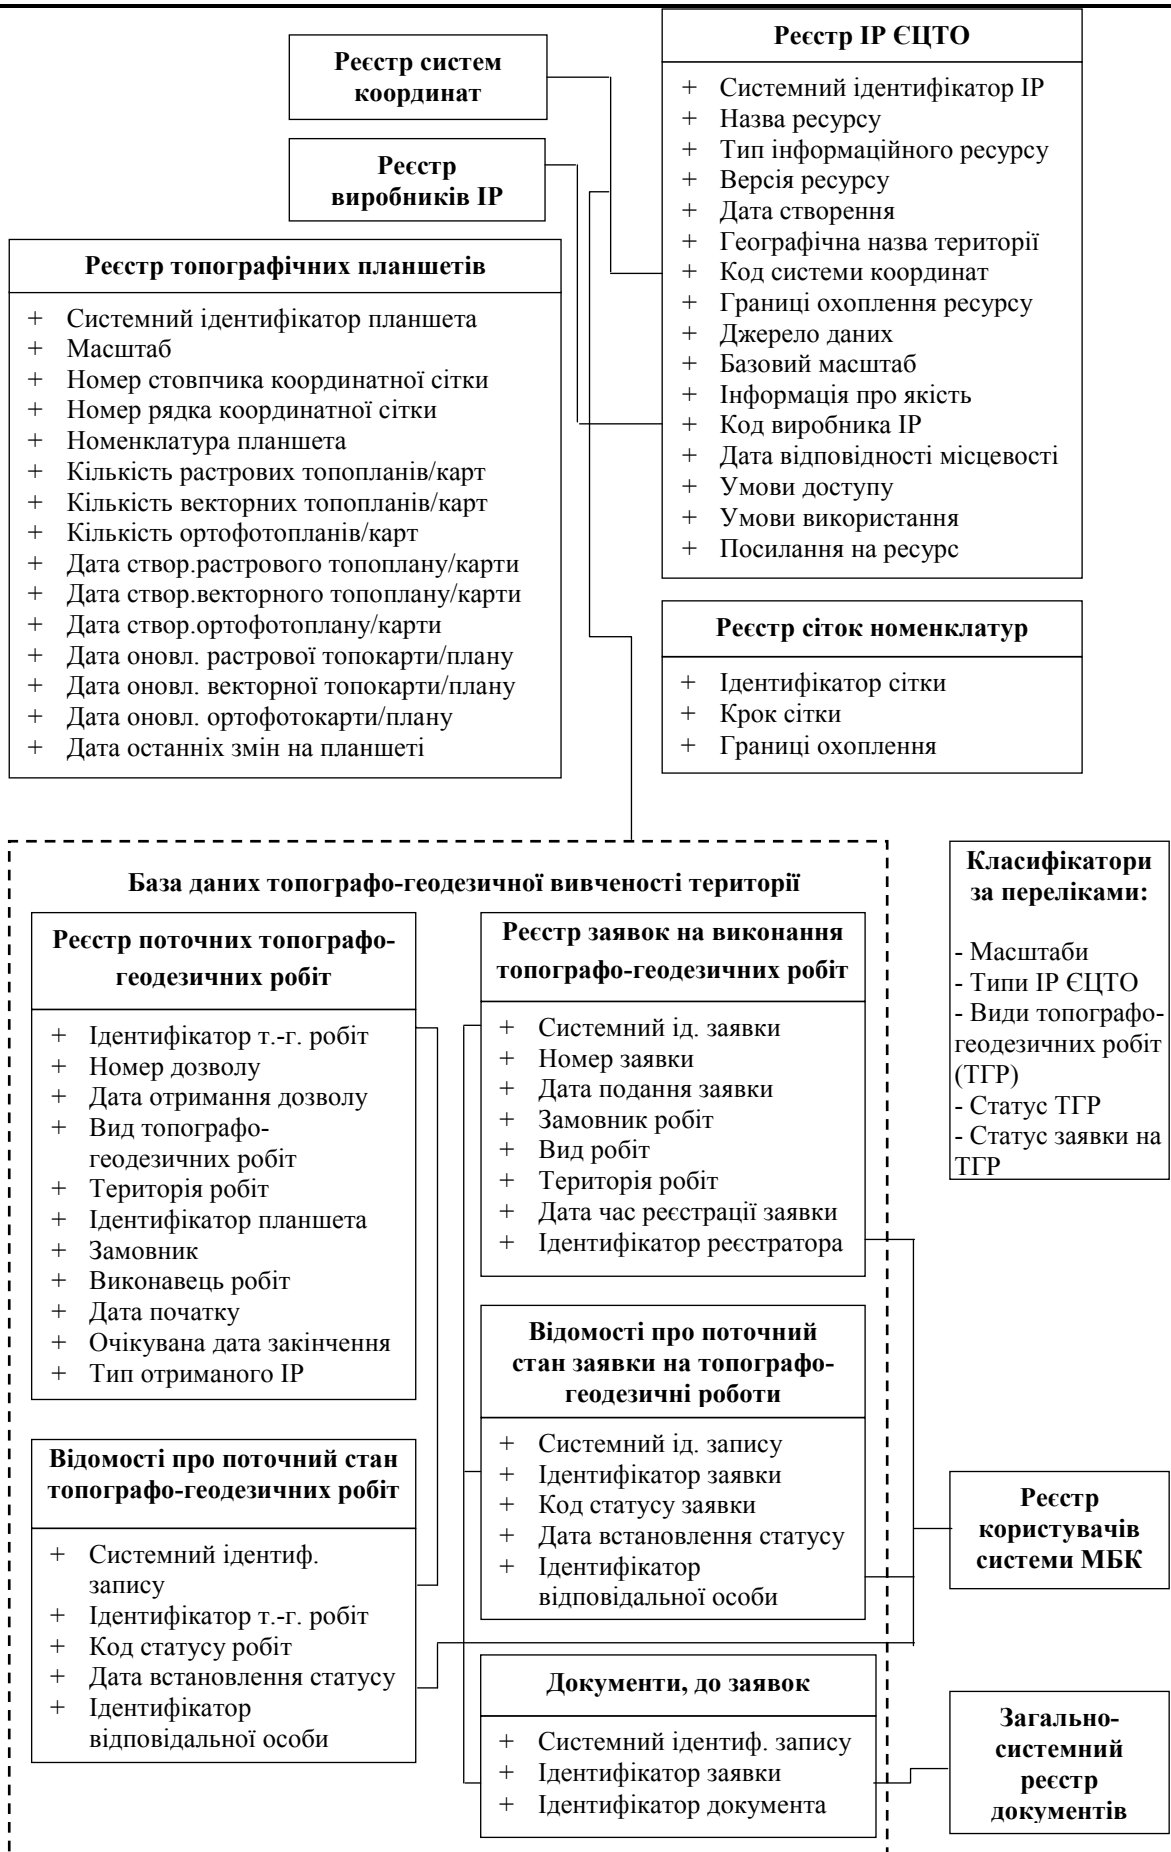 Реєстр систем
координат
Реєстр
виробників ІР
Реєстр ІР ЄЦТО
+ Системний ідентифікатор ІР
+ Назва ресурсу
+ Тип інформаційного ресурсу
+ Версія ресурсу
+ Дата створення
+ Географічна назва території
+ Код системи координат
+ Границі охоплення ресурсу
+ Джерело даних
+ Базовий масштаб
+ Інформація про якість
+ Код виробника ІР
+ Дата відповідності місцевості
+ Умови доступу
+ Умови використання
+ Посилання на ресурс
Реєстр топографічних планшетів
+ Системний ідентифікатор планшета
+ Масштаб
+ Номер стовпчика координатної сітки
+ Номер рядка координатної сітки
+ Номенклатура планшета
+ Кількість растрових топопланів/карт
+ Кількість векторних топопланів/карт
+ Кількість ортофотопланів/карт
+ Дата створ.растрового топоплану/карти
+ Дата створ.векторного топоплану/карти
+ Дата створ.ортофотоплану/карти
+ Дата оновл. растрової топокарти/плану
+ Дата оновл. векторної топокарти/плану
+ Дата оновл. ортофотокарти/плану
+ Дата останніх змін на планшеті
Реєстр сіток номенклатур
+ Ідентифікатор сітки
+ Крок сітки
+ Границі охоплення
База даних топографо-геодезичної вивченості території
Реєстр поточних топографо-
геодезичних робіт
+ Ідентифікатор т.-г. робіт
+ Номер дозволу
+ Дата отримання дозволу
+ Вид топографо-
геодезичних робіт
+ Територія робіт
+ Ідентифікатор планшета
+ Замовник
+ Виконавець робіт
+ Дата початку
+ Очікувана дата закінчення
+ Тип отриманого ІР
Відомості про поточний стан
топографо-геодезичних робіт
+ Системний ідентиф.
запису
+ Ідентифікатор т.-г. робіт
+ Код статусу робіт
+ Дата встановлення статусу
+ Ідентифікатор
відповідальної особи
Реєстр заявок на виконання
топографо-геодезичних робіт
+ Системний ід. заявки
+ Номер заявки
+ Дата подання заявки
+ Замовник робіт
+ Вид робіт
+ Територія робіт
+ Дата час реєстрації заявки
+ Ідентифікатор реєстратора
Відомості про поточний
стан заявки на топографо-
геодезичні роботи
+ Системний ід. запису
+ Ідентифікатор заявки
+ Код статусу заявки
+ Дата встановлення статусу
+ Ідентифікатор
відповідальної особи
Документи, до заявок
+ Системний ідентиф. запису
+ Ідентифікатор заявки
+ Ідентифікатор документа
Класифікатори
за переліками:
- Масштаби
- Типи ІР ЄЦТО
- Види топографо-
геодезичних робіт
(ТГР)
- Статус ТГР
- Статус заявки на
ТГР
Реєстр
користувачів
системи МБК
Загально-
системний
реєстр
документів